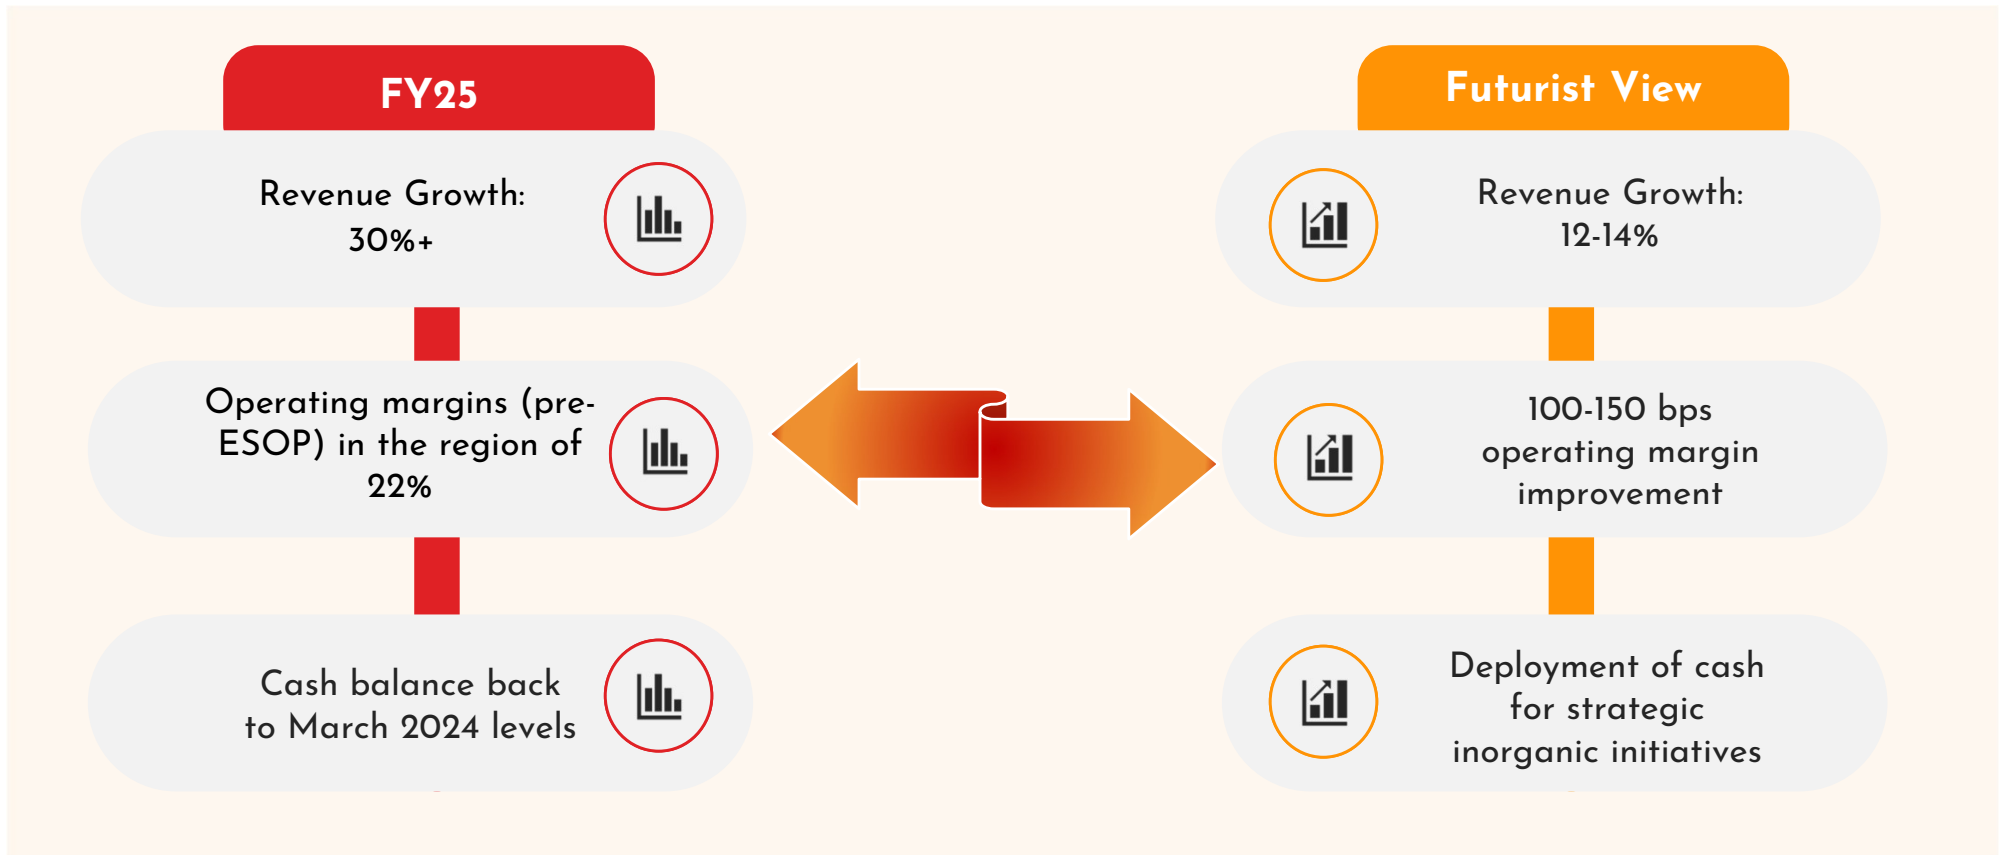 FY25
Revenue Growth:
30%+
Operating margins (pre-
ESOP) in the region of
22%
Cash balance back
to March 2024 levels
Futurist View
Revenue Growth:
12-14%
100-150 bps
operating margin
improvement
Deployment of cash
for strategic
inorganic initiatives